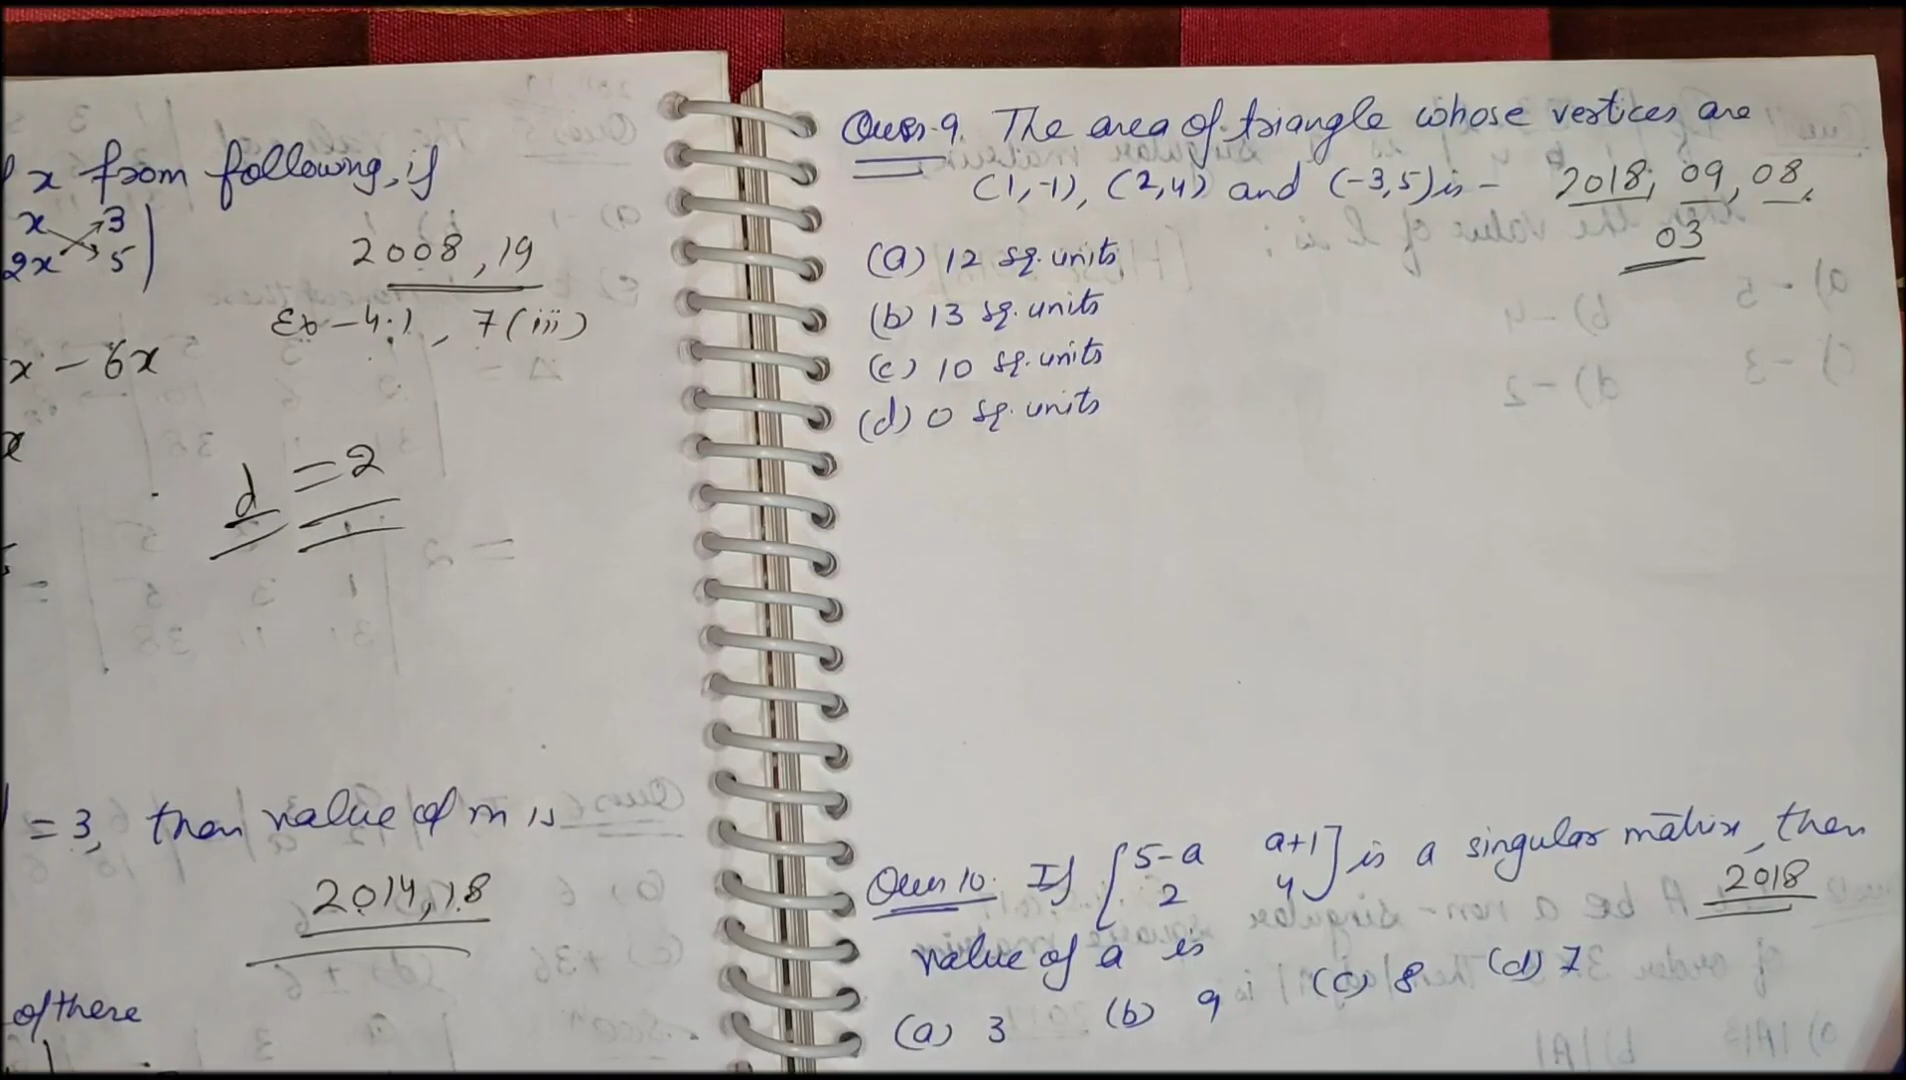 x from following, if
x 3
2x 5
2008, 19
Ex - 4.1, 7(iii)
x - 6x
d = 2
= 3, then value of m is
2014, 18
of there
Ques. 9. The area of triangle whose vertices are
(1,-1), (2,4) and (-3,5) is - 2018, 09, 08,
03
(a) 12 sq. units
(b) 13 sq. units
(c) 10 sq. units
(d) 0 sq. units
Ques 10. If [5-a a+1] is a singular matrix, then
2 4
2018
value of a is
(a) 3 (b) 9 (c) 8 (d) 7